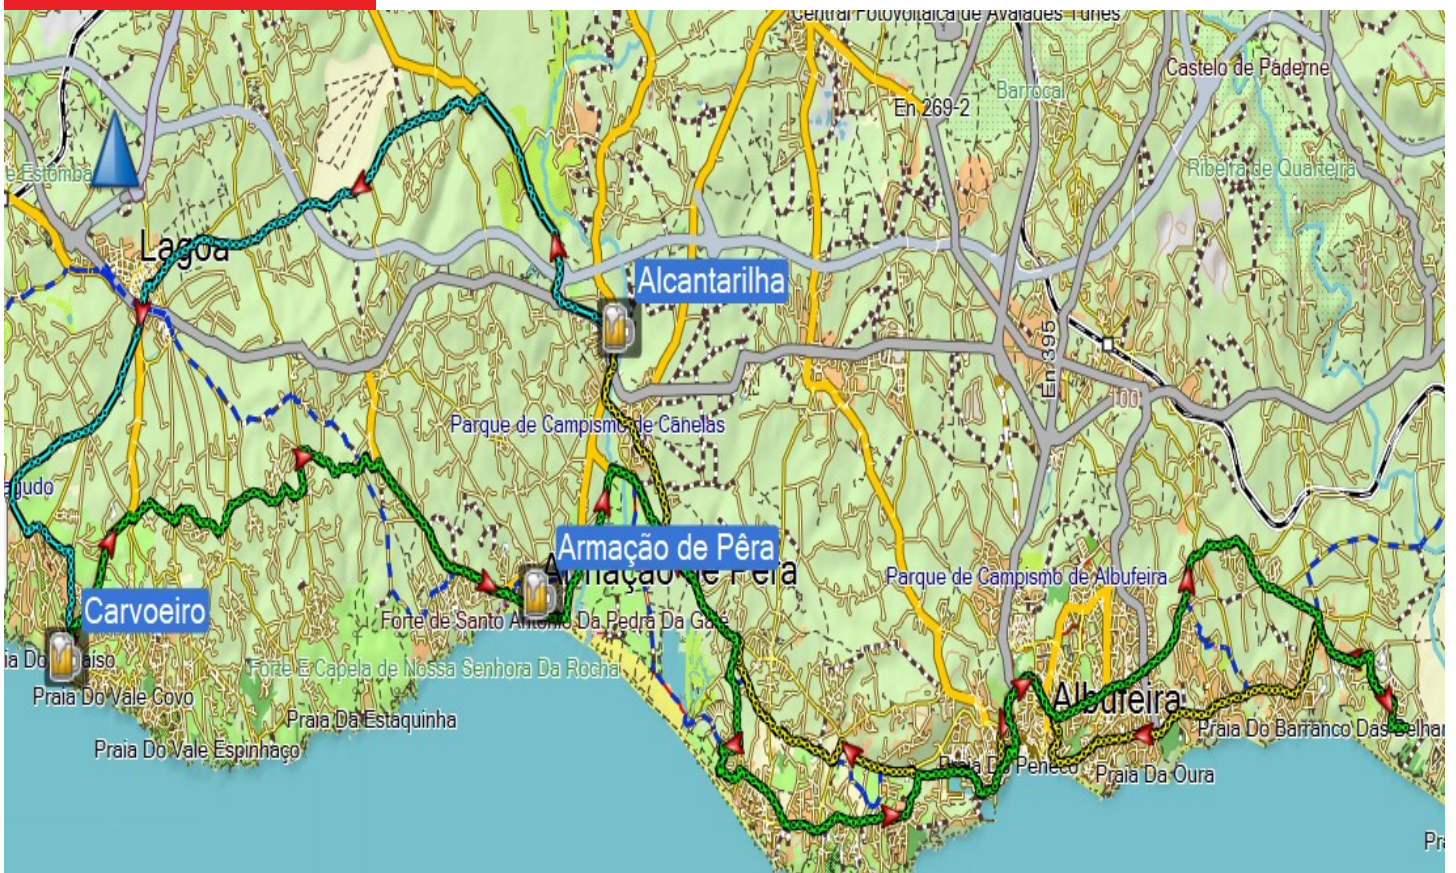 Central Fotovoltaica de Avalades Tunes
Castelo de Paderne
Barrocal
En 269-2
Ribeira de Quarteira
e Estomba
Lagoa
Alcantarilha
En 395
100
Parque de Campismo de Canelas
agudo
Armação de Pêra
Armação de Pêra
Parque de Campismo de Albufeira
Carvoeiro
Forte de Santo António Da Pedra Da Galé
aiso
Forte E Capela de Nossa Senhora Da Rocha
Praia Do Vale Covo
Albufeira
Praia Da Estaquinha
Praia Do Barranco Das Belhar
Praia Do Vale Espinhaço
Praia Do Peneco
Praia Da Oura